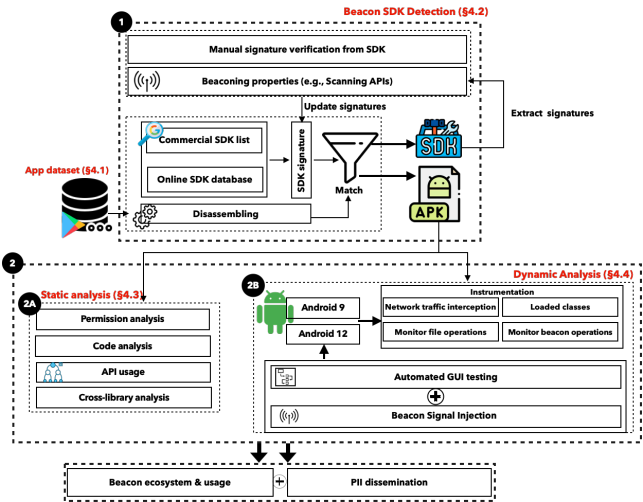 Beacon SDK Detection (§4.2)
1
Manual signature verification from SDK
Beaconing properties (e.g., Scanning APIs)
Update signatures
Extract signatures
Commercial SDK list
Online SDK database
SDK signature
Match
SDK
App dataset (§4.1)
Disassembling
APK
2
Dynamic Analysis (§4.4)
Static analysis (§4.3)
2A
Permission analysis
Code analysis
API usage
Cross-library analysis
2B
Android 9
Android 12
Instrumentation
Network traffic interception
Loaded classes
Monitor file operations
Monitor beacon operations
Automated GUI testing
+
Beacon Signal Injection
Beacon ecosystem & usage
+
PII dissemination